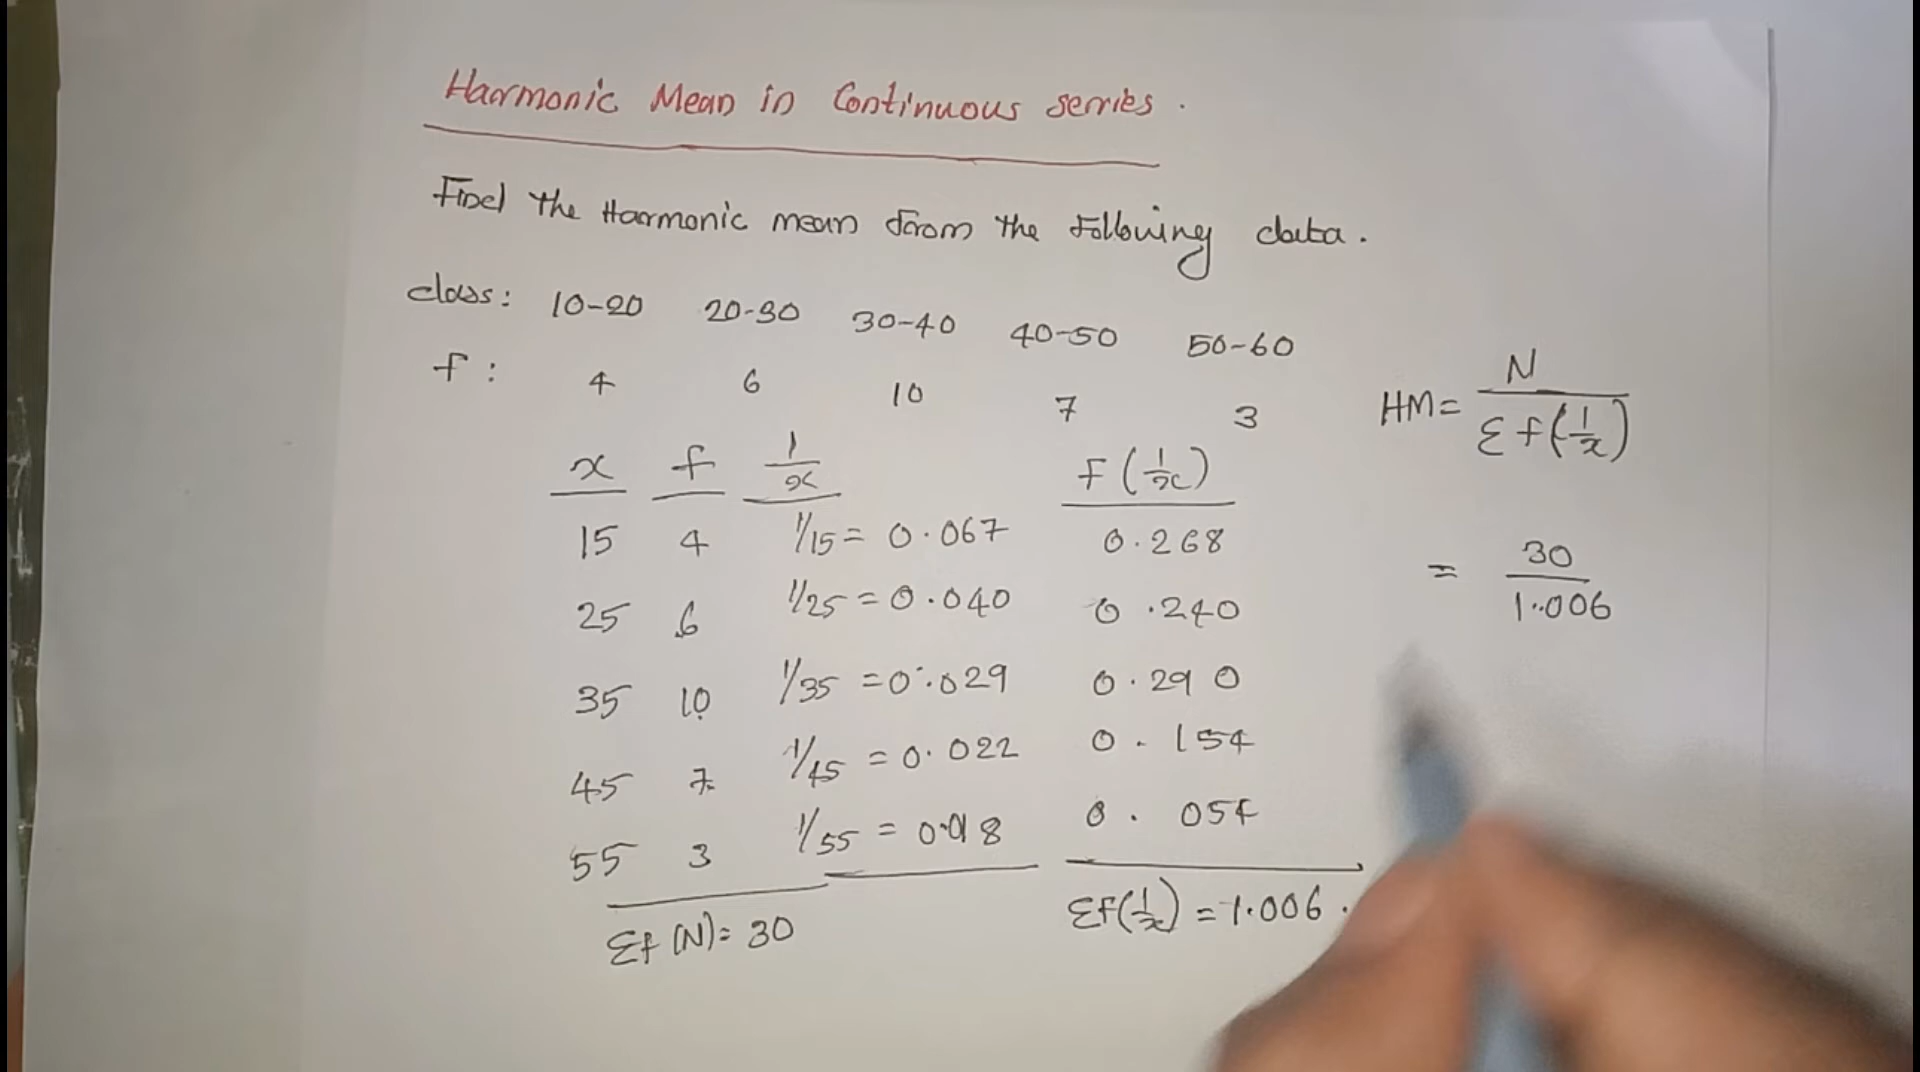 Harmonic Mean in Continuous series.
Find the Harmonic mean from the following data.
class: 10-20 20-30 30-40 40-50 50-60
f: 4 6 10 7 3
HM = N / Σf(1/x)
x f 1/x F(1/x)
15 4 1/15 = 0.067 0.268
= 30 / 1.006
25 6 1/25 = 0.040 0.240
35 10 1/35 = 0.029 0.290
45 7 1/45 = 0.022 0.154
55 3 1/55 = 0.018 0.054
Σf (N) = 30 Σf(1/x) = 1.006.